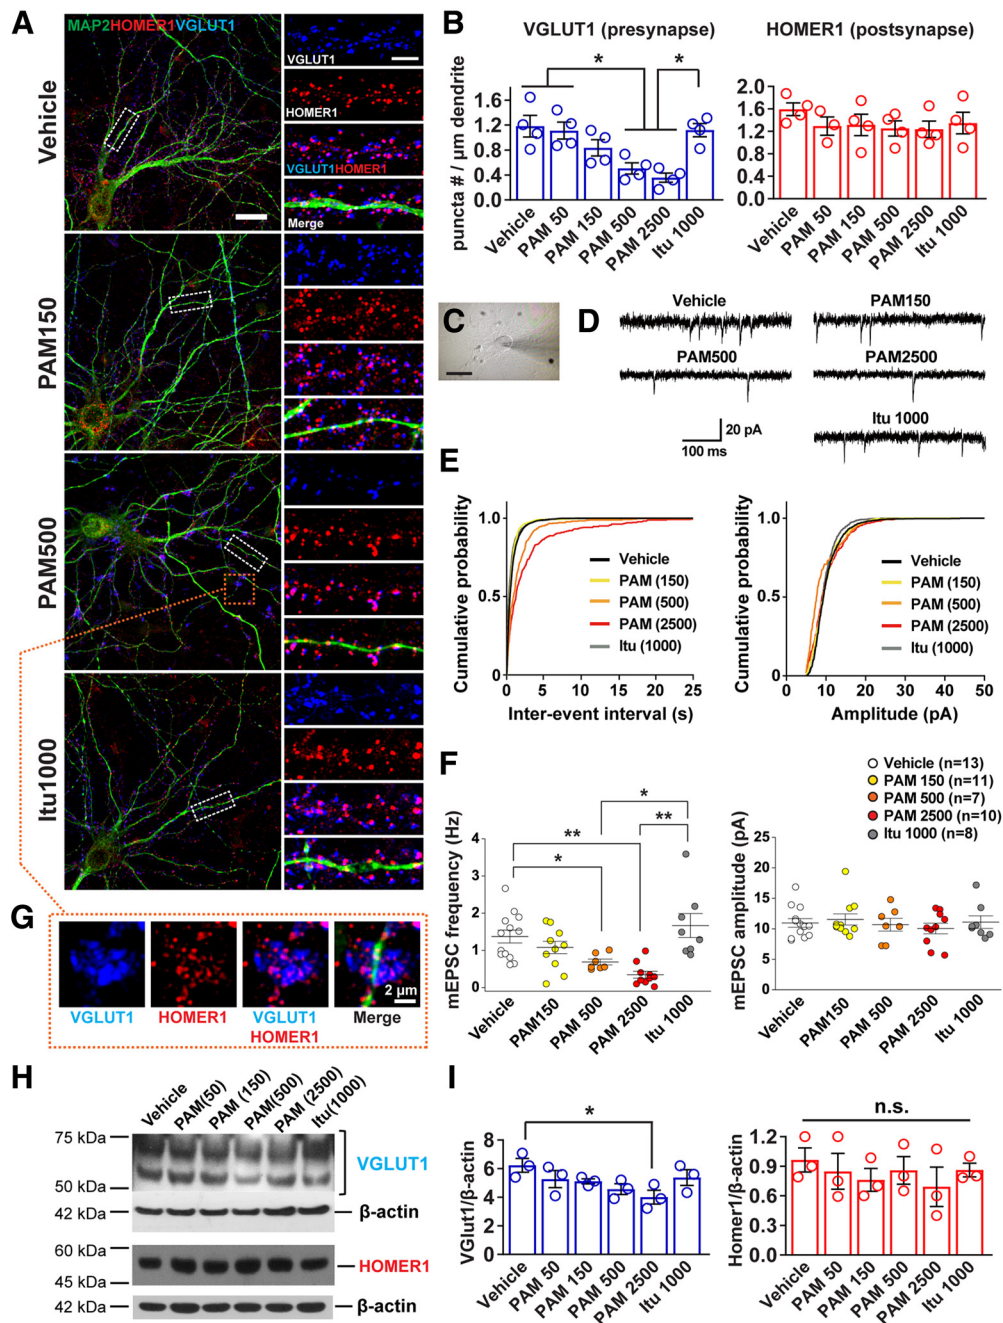 A
MAP2HOMER1VGLUT1
Vehicle
VGLUT1
HOMER1
VGLUT1HOMER1
Merge
PAM150
PAM500
Itu1000
B
VGLUT1 (presynapse)
HOMER1 (postsynapse)
*
*
puncta # / µm dendrite
1.6
1.2
0.8
0.4
0.0
Vehicle
PAM 50
PAM 150
PAM 500
PAM 2500
Itu 1000
2.0
1.6
1.2
0.8
0.4
0.0
Vehicle
PAM 50
PAM 150
PAM 500
PAM 2500
Itu 1000
C
D
Vehicle
PAM150
PAM500
PAM2500
Itu 1000
20 pA
100 ms
E
Cumulative probability
1.0
0.5
0
0 5 10 15 20 25
Inter-event interval (s)
Vehicle
PAM (150)
PAM (500)
PAM (2500)
Itu (1000)
Cumulative probability
1.0
0.5
0
0 10 20 30 40 50
Amplitude (pA)
Vehicle
PAM (150)
PAM (500)
PAM (2500)
Itu (1000)
F
mEPSC frequency (Hz)
4
3
2
1
0
*
**
**
*
Vehicle
PAM150
PAM 500
PAM 2500
Itu 1000
Vehicle (n=13)
PAM 150 (n=11)
PAM 500 (n=7)
PAM 2500 (n=10)
Itu 1000 (n=8)
mEPSC amplitude (pA)
25
20
15
10
5
0
Vehicle
PAM150
PAM 500
PAM 2500
Itu 1000
G
VGLUT1
HOMER1
VGLUT1
HOMER1
Merge
2 µm
H
Vehicle
PAM(50)
PAM (150)
PAM(500)
PAM (2500)
Itu(1000)
75 kDa
VGLUT1
50 kDa
42 kDa
β-actin
60 kDa
HOMER1
45 kDa
42 kDa
β-actin
I
*
VGlut1/β-actin
8
6
4
2
0
Vehicle
PAM 50
PAM 150
PAM 500
PAM 2500
Itu 1000
n.s.
Homer1/β-actin
1.2
0.9
0.6
0.3
0.0
Vehicle
PAM 50
PAM 150
PAM 500
PAM 2500
Itu 1000